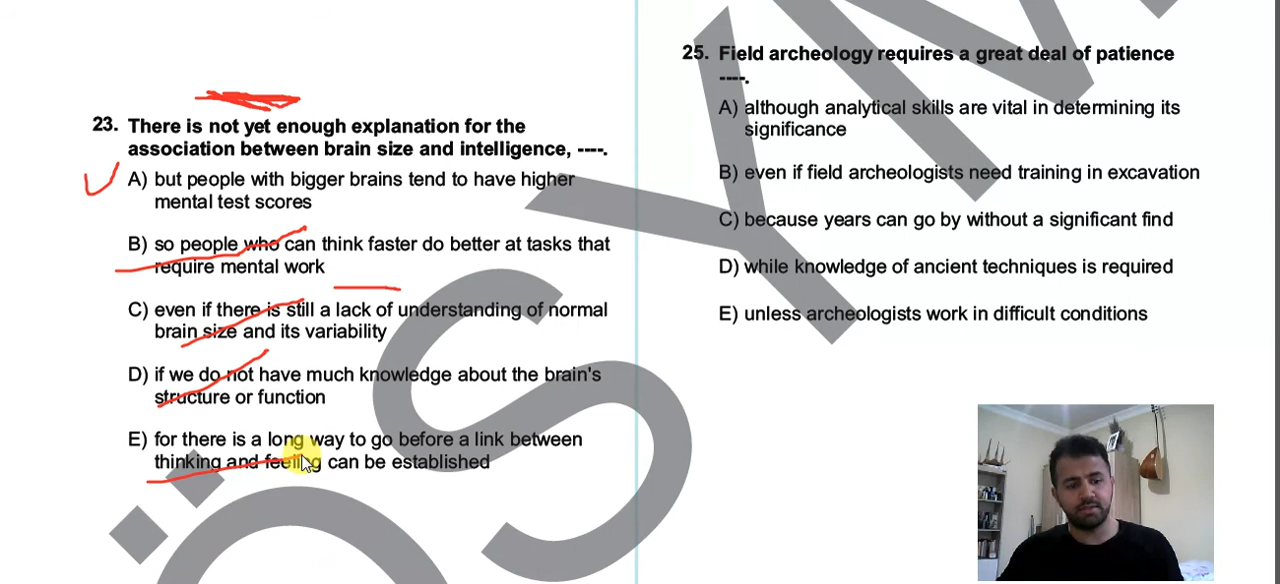 23. There is not yet enough explanation for the
association between brain size and intelligence, ----.
A) but people with bigger brains tend to have higher
mental test scores
B) so people who can think faster do better at tasks that
require mental work
C) even if there is still a lack of understanding of normal
brain size and its variability
D) if we do not have much knowledge about the brain's
structure or function
E) for there is a long way to go before a link between
thinking and feeling can be established
25. Field archeology requires a great deal of patience
----.
A) although analytical skills are vital in determining its
significance
B) even if field archeologists need training in excavation
C) because years can go by without a significant find
D) while knowledge of ancient techniques is required
E) unless archeologists work in difficult conditions
ÖSYM